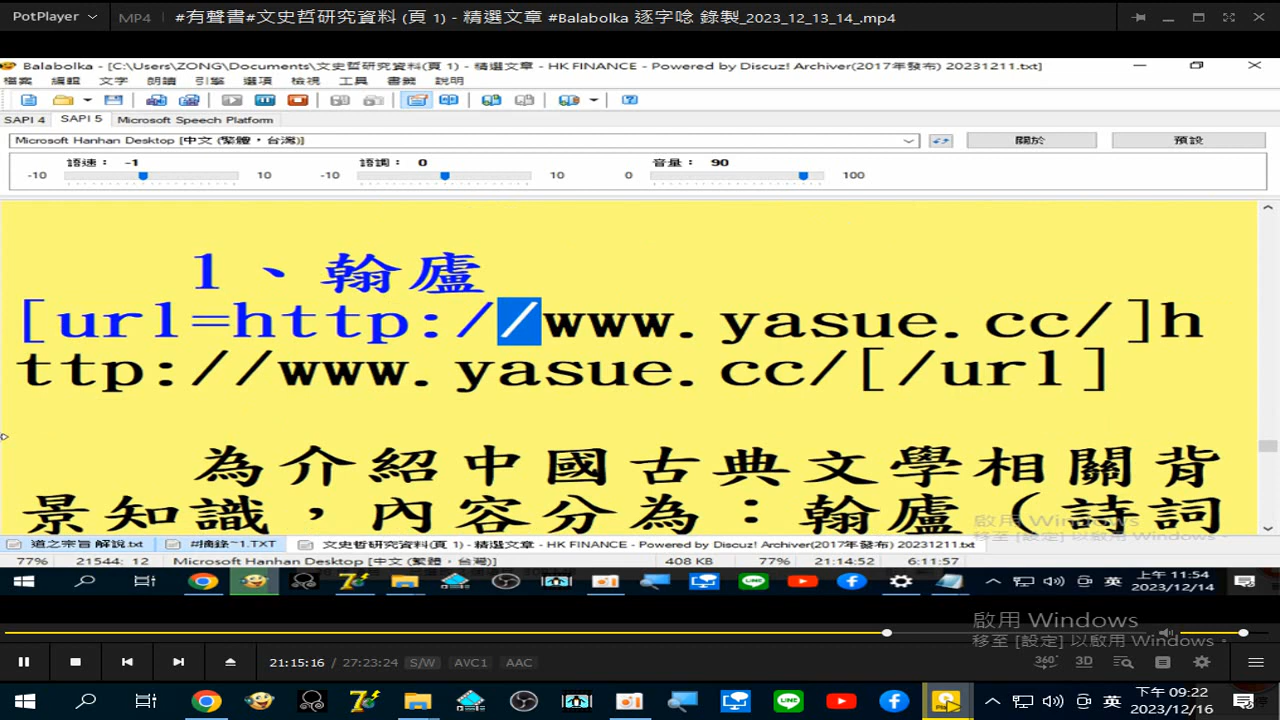 PotPlayer MP4 #有聲書#文史哲研究資料 (頁 1) - 精選文章 #Balabolka 逐字唸 錄製_2023_12_13_14_.mp4
Balabolka - [C:\Users\ZONG\Documents\文史哲研究資料(頁 1) - 精選文章 - HK FINANCE - Powered by Discuz! Archiver(2017年發布) 20231211.txt]
檔案 編輯 文字 朗讀 引擎 選項 檢視 工具 書籤 說明
SAPI 4 SAPI 5 Microsoft Speech Platform
Microsoft Hanhan Desktop [中文 (繁體，台灣)] 關於 預設
語速： -1 語調： 0 音量： 90
-10 10 -10 10 0 100
1、翰廬
[url=http://www.yasue.cc/]h
ttp://www.yasue.cc/[/url]
為介紹中國古典文學相關背
景知識，內容分為：翰廬（詩詞
啟用 Windows
移至 [設定] 以啟用 Windows。
道之宗旨 解說.txt #摘錄~1.TXT 文史哲研究資料(頁 1) - 精選文章 - HK FINANCE - Powered by Discuz! Archiver(2017年發布) 20231211.txt
77% 21544: 12 Microsoft Hanhan Desktop [中文 (繁體，台灣)] 408 KB 77% 21:14:52 6:11:57
英 上午 11:54
2023/12/14
啟用 Windows
移至 [設定] 以啟用 Windows。
21:15:16 / 27:23:24 S/W AVC1 AAC 360° 3D
英 下午 09:22
2023/12/16